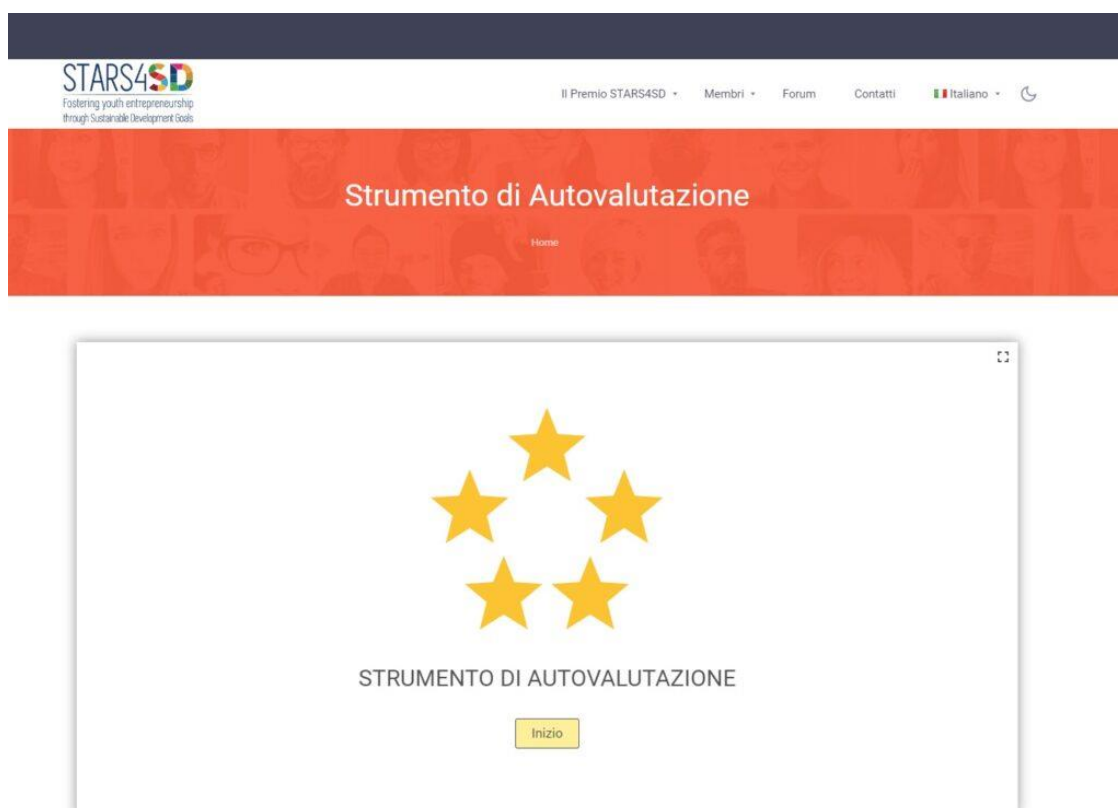 STARS4SD
Fostering youth entrepreneurship
through Sustainable Development Goals
Il Premio STARS4SD Membri Forum Contatti Italiano
Strumento di Autovalutazione
Home
STRUMENTO DI AUTOVALUTAZIONE
Inizio